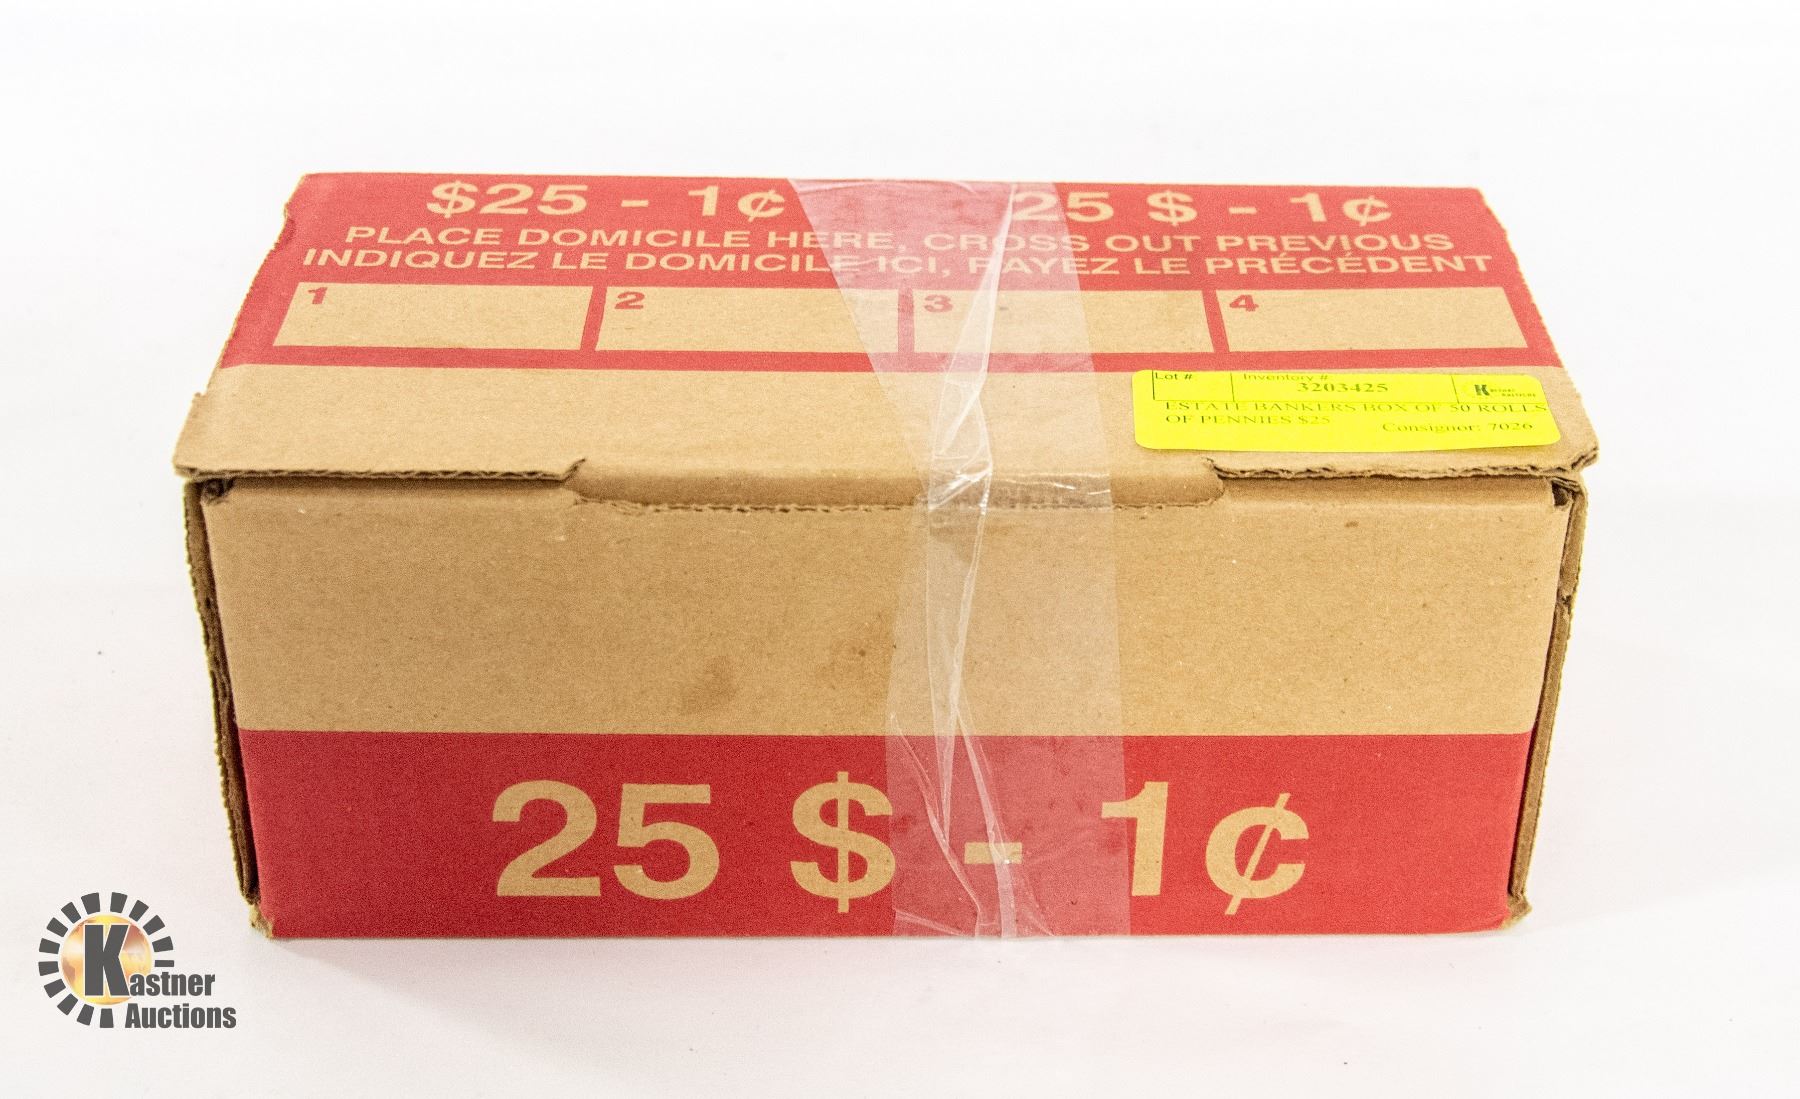 $25 - 1¢ 25 $ - 1¢
PLACE DOMICILE HERE, CROSS OUT PREVIOUS
INDIQUEZ LE DOMICILE ICI, RAYEZ LE PRÉCÉDENT
1 2 3 4
Lot # Inventory #
3203425
Kastner Auctions
ESTATE BANKERS BOX OF 50 ROLLS
OF PENNIES $25
Consignor: 7026
25 $ - 1¢
Kastner
Auctions